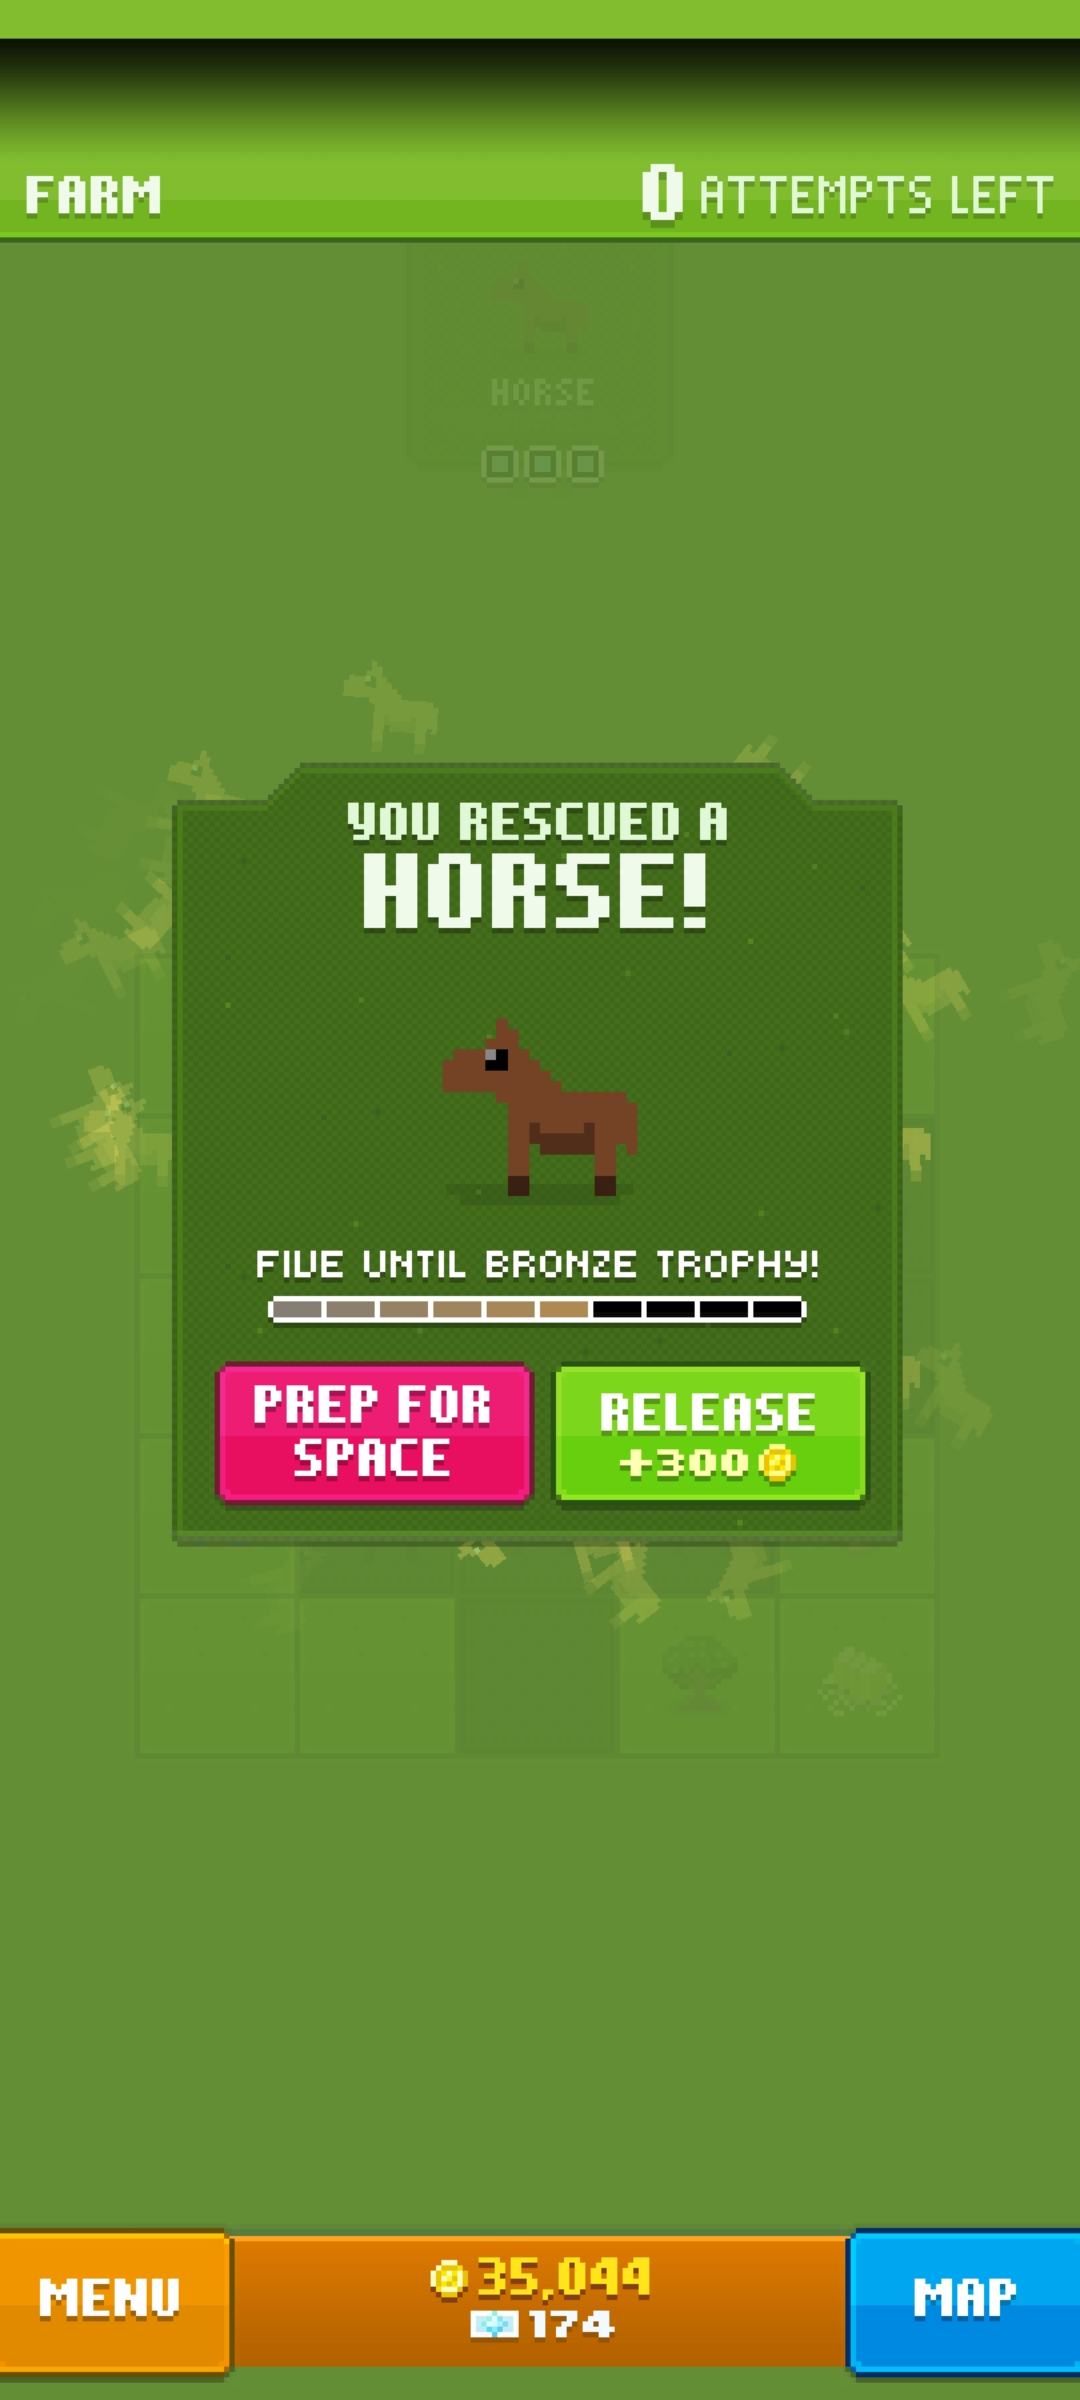 FARM
0 ATTEMPTS LEFT
HORSE
YOU RESCUED A
HORSE!
FIVE UNTIL BRONZE TROPHY!
PREP FOR
SPACE
RELEASE
+300
MENU
35,044
174
MAP